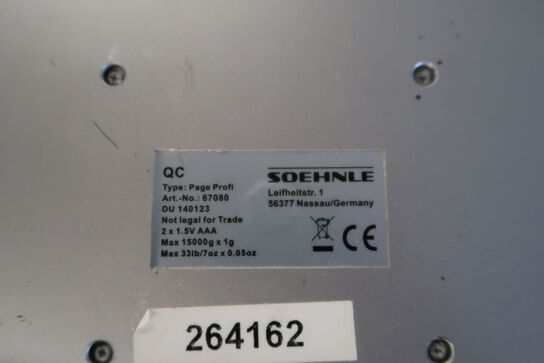 QC
Type: Page Profi
Art.-No.: 67080
DU 140123
Not legal for Trade
2 x 1.5V AAA
Max 15000g x 1g
Max 33lb/7oz x 0.05oz
SOEHNLE
Leifheitstr. 1
56377 Nassau/Germany
CE
264162